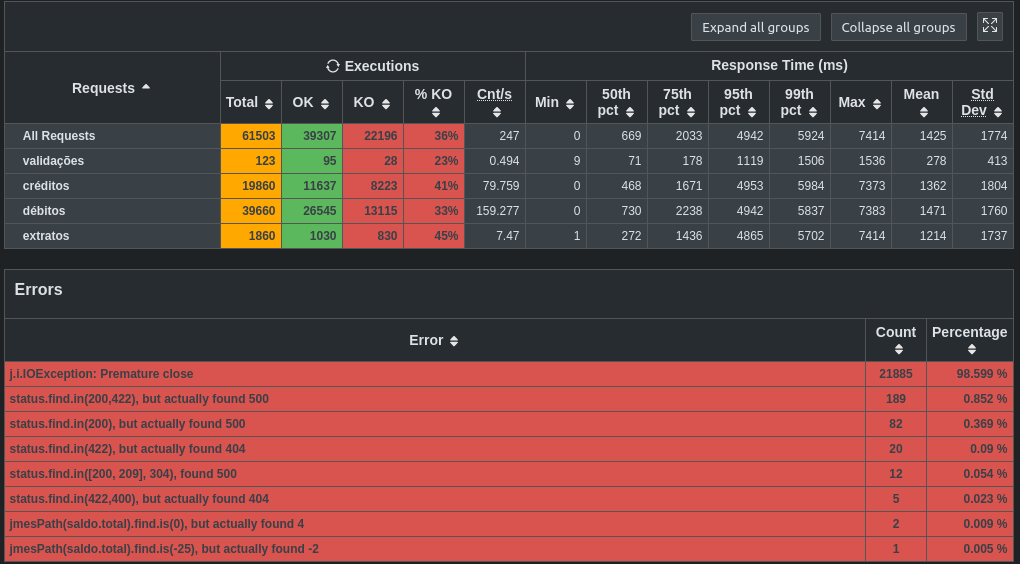 Expand all groups Collapse all groups
Requests Executions Response Time (ms)
Total OK KO % KO Cnt/s Min 50th pct 75th pct 95th pct 99th pct Max Mean Std Dev
All Requests 61503 39307 22196 36% 247 0 669 2033 4942 5924 7414 1425 1774
validações 123 95 28 23% 0.494 9 71 178 1119 1506 1536 278 413
créditos 19860 11637 8223 41% 79.759 0 468 1671 4953 5984 7373 1362 1804
débitos 39660 26545 13115 33% 159.277 0 730 2238 4942 5837 7383 1471 1760
extratos 1860 1030 830 45% 7.47 1 272 1436 4865 5702 7414 1214 1737
Errors
Error Count Percentage
j.i.IOException: Premature close 21885 98.599 %
status.find.in(200,422), but actually found 500 189 0.852 %
status.find.in(200), but actually found 500 82 0.369 %
status.find.in(422), but actually found 404 20 0.09 %
status.find.in([200, 209], 304), found 500 12 0.054 %
status.find.in(422,400), but actually found 404 5 0.023 %
jmesPath(saldo.total).find.is(0), but actually found 4 2 0.009 %
jmesPath(saldo.total).find.is(-25), but actually found -2 1 0.005 %